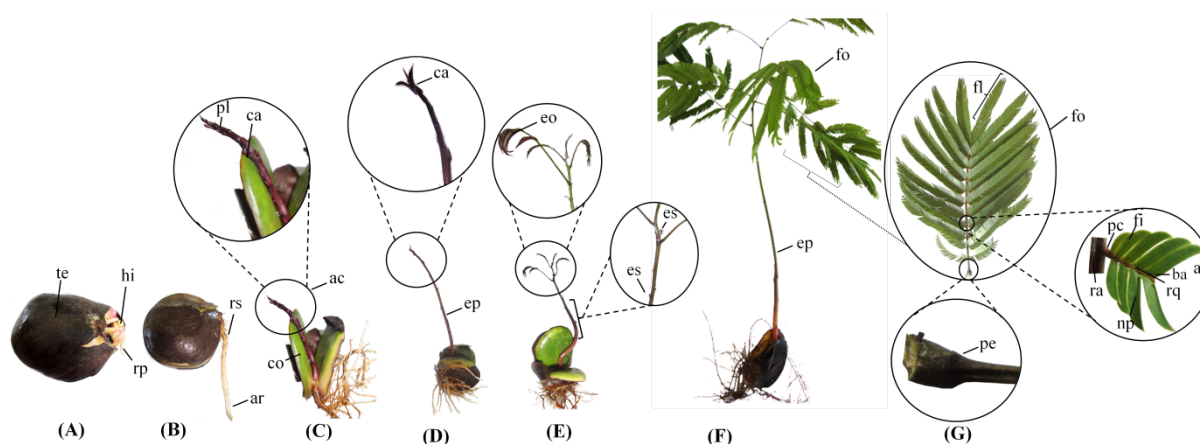 te
hi
rp
(A)
rs
ar
(B)
pl
ca
ac
co
(C)
ca
ep
(D)
eo
es
es
(E)
fo
ep
(F)
fl
fo
pc
fi
a
ba
ra
rq
np
pe
(G)